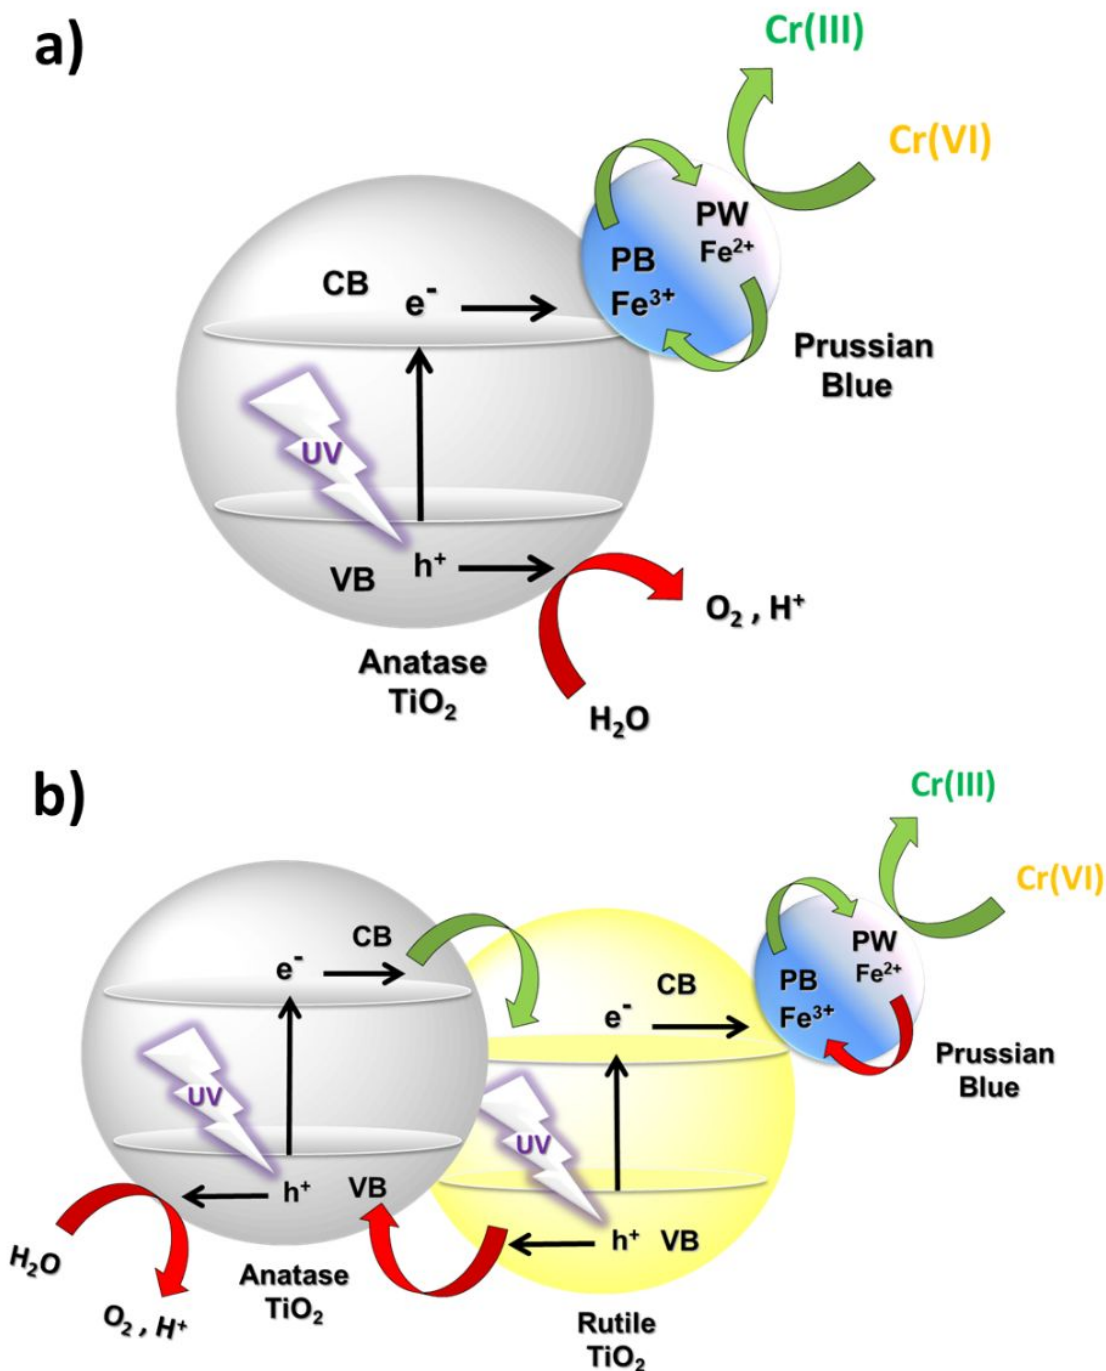 a)
Cr(III)
Cr(VI)
PW
Fe²⁺
PB
Fe³⁺
CB
e⁻
Prussian
Blue
UV
VB
h⁺
O₂ , H⁺
Anatase
TiO₂
H₂O
b)
Cr(III)
Cr(VI)
PW
Fe²⁺
PB
Fe³⁺
CB
e⁻
CB
e⁻
Prussian
Blue
UV
UV
h⁺
VB
h⁺
VB
H₂O
O₂ , H⁺
Anatase
TiO₂
Rutile
TiO₂